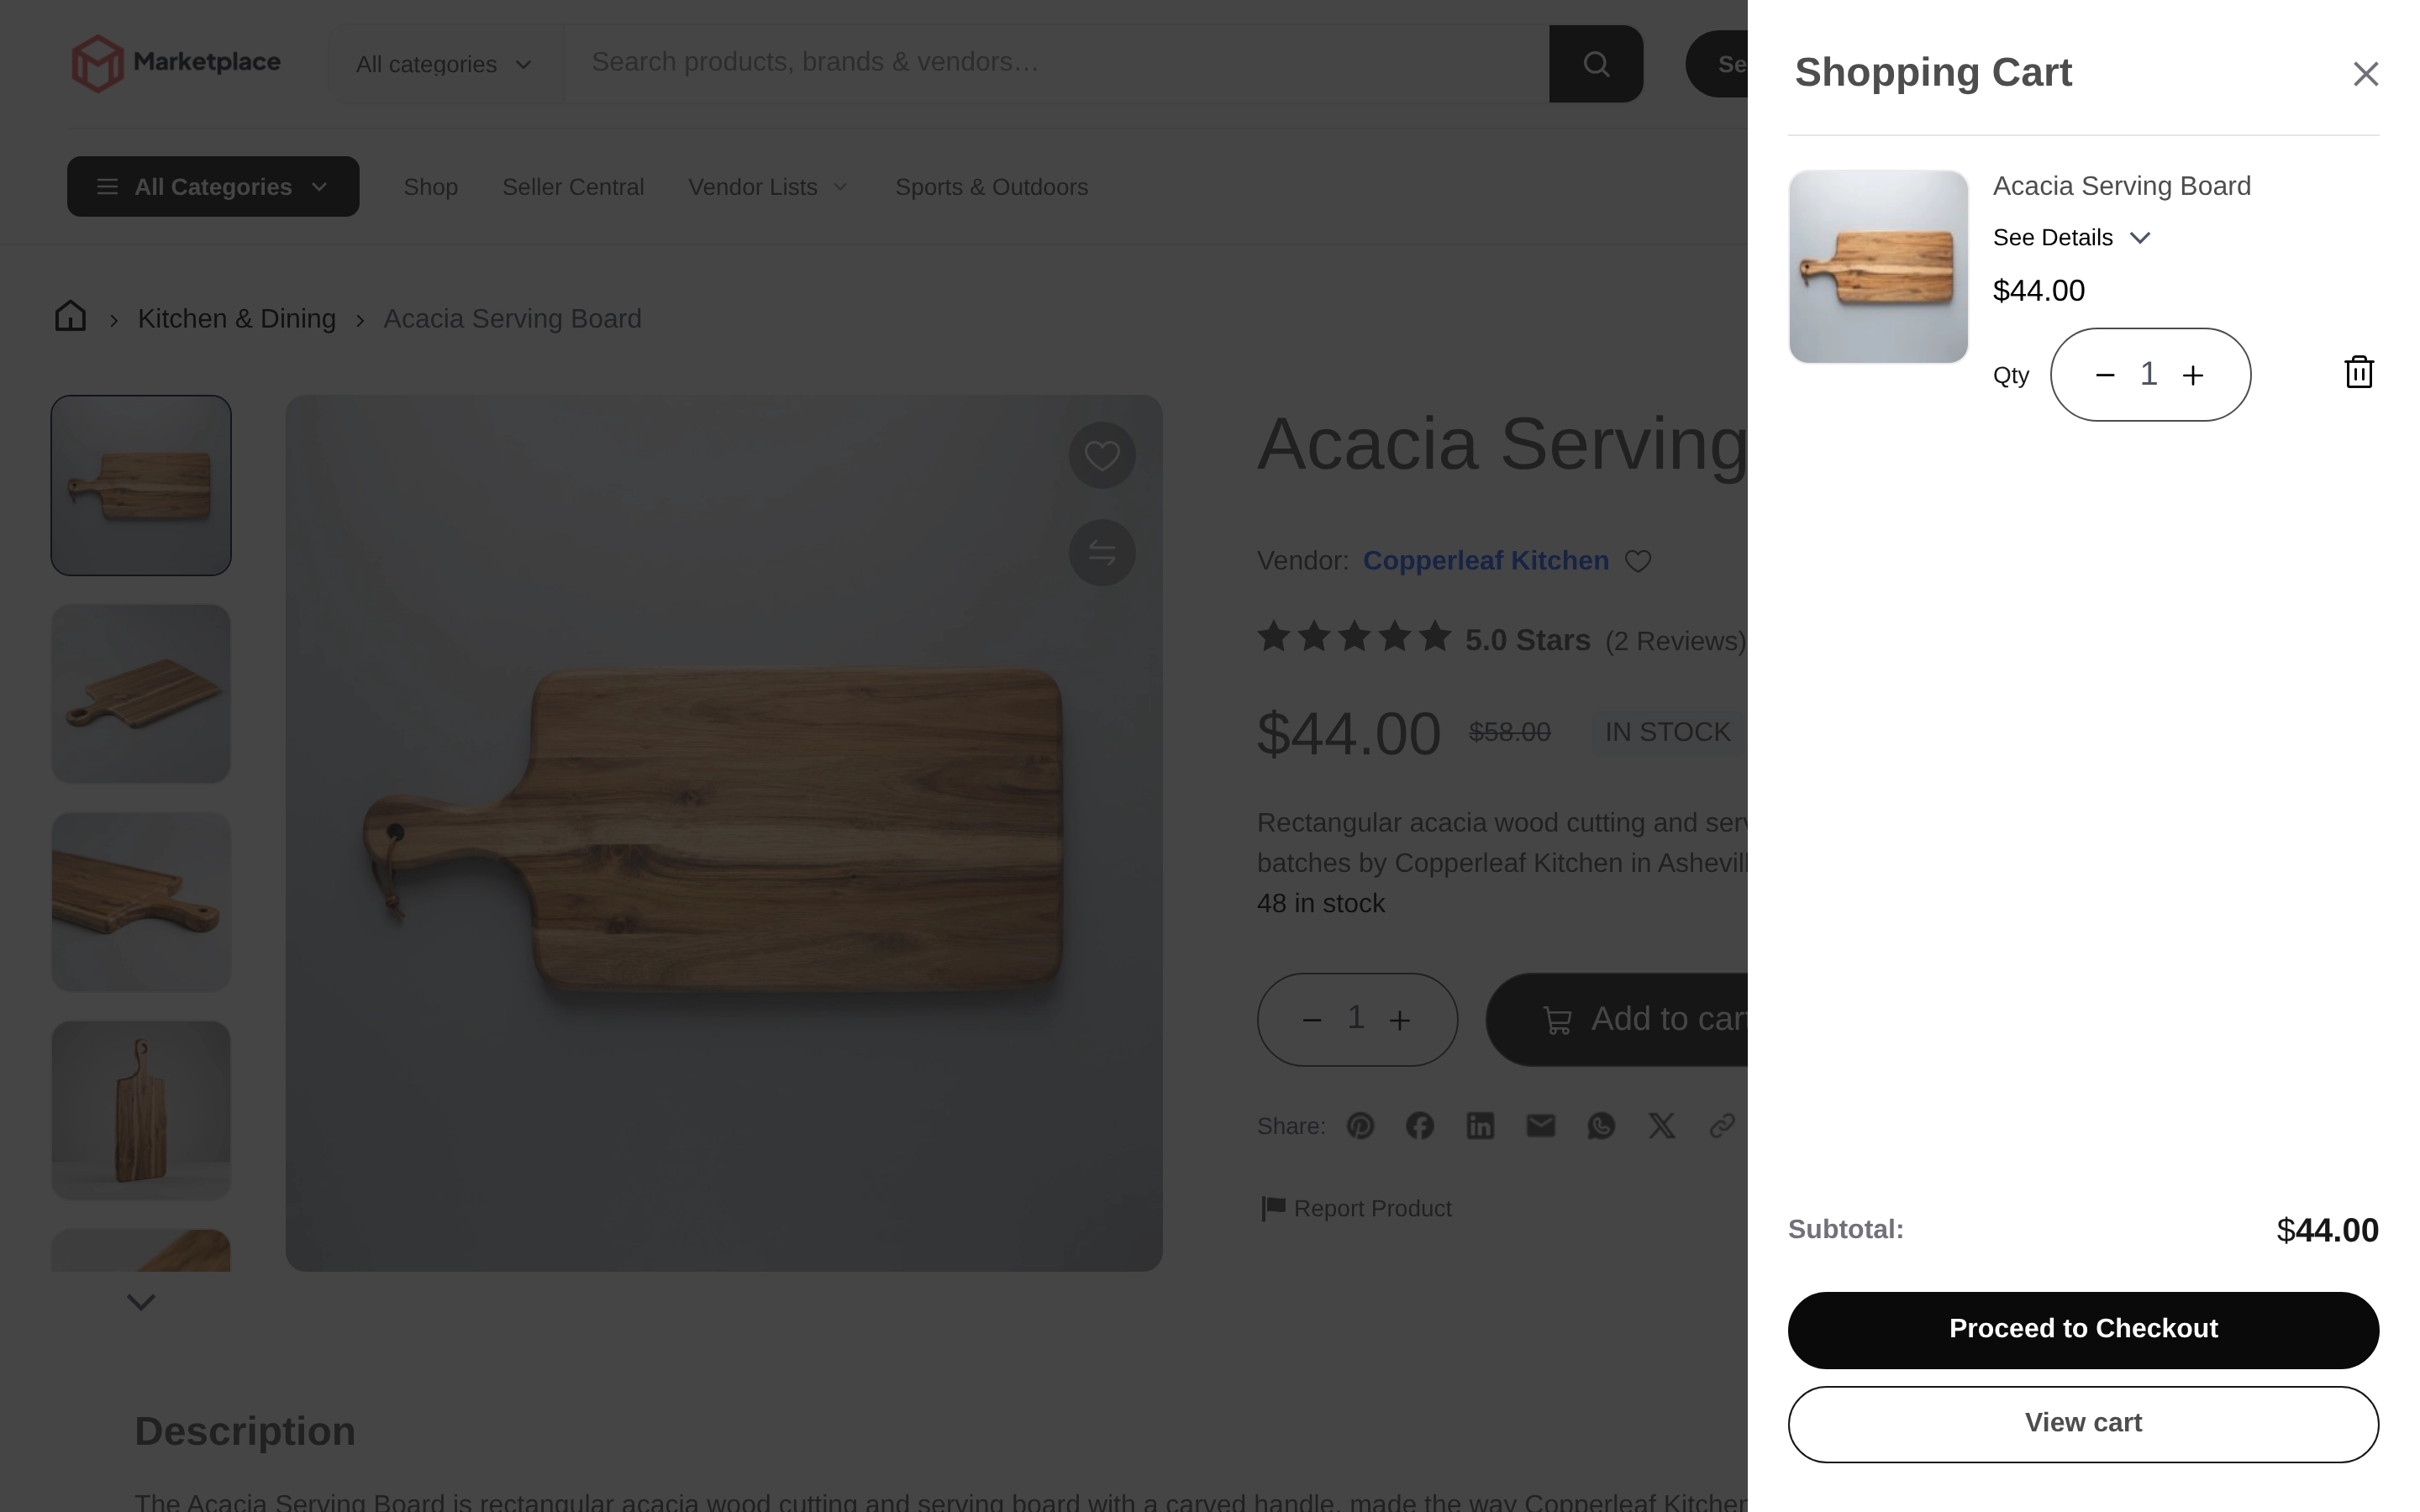 Marketplace
All categories
Search products, brands & vendors…
Se
All Categories
Shop
Seller Central
Vendor Lists
Sports & Outdoors
Kitchen & Dining
Acacia Serving Board
Acacia Serving
Vendor: Copperleaf Kitchen
5.0 Stars (2 Reviews)
$44.00 $58.00 IN STOCK
Rectangular acacia wood cutting and serv
batches by Copperleaf Kitchen in Ashevill
48 in stock
1
Add to cart
Share:
Report Product
Description
The Acacia Serving Board is rectangular acacia wood cutting and serving board with a carved handle, made the way Copperleaf Kitchen
Shopping Cart
Acacia Serving Board
See Details
$44.00
Qty 1
Subtotal: $44.00
Proceed to Checkout
View cart